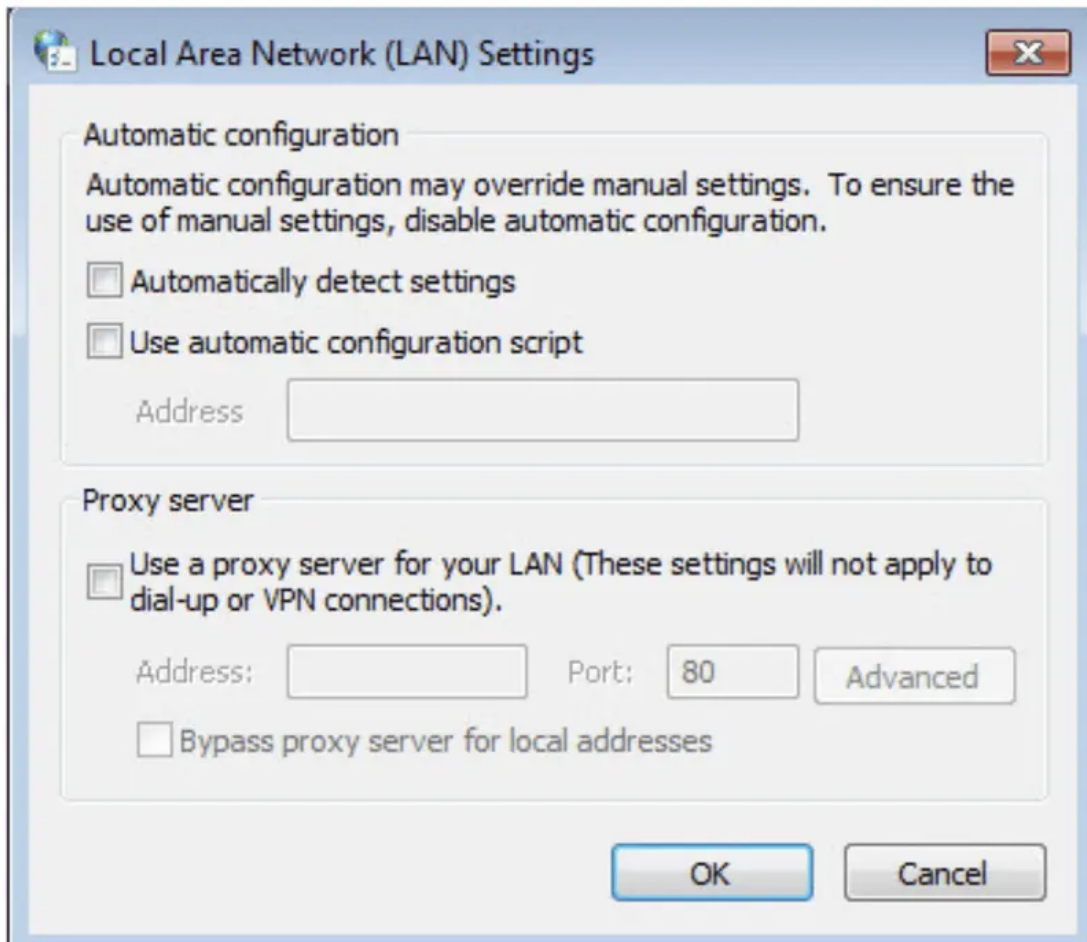 Local Area Network (LAN) Settings
Automatic configuration
Automatic configuration may override manual settings.  To ensure the
use of manual settings, disable automatic configuration.
Automatically detect settings
Use automatic configuration script
Address
Proxy server
Use a proxy server for your LAN (These settings will not apply to
dial-up or VPN connections).
Address: Port: 80 Advanced
Bypass proxy server for local addresses
OK Cancel